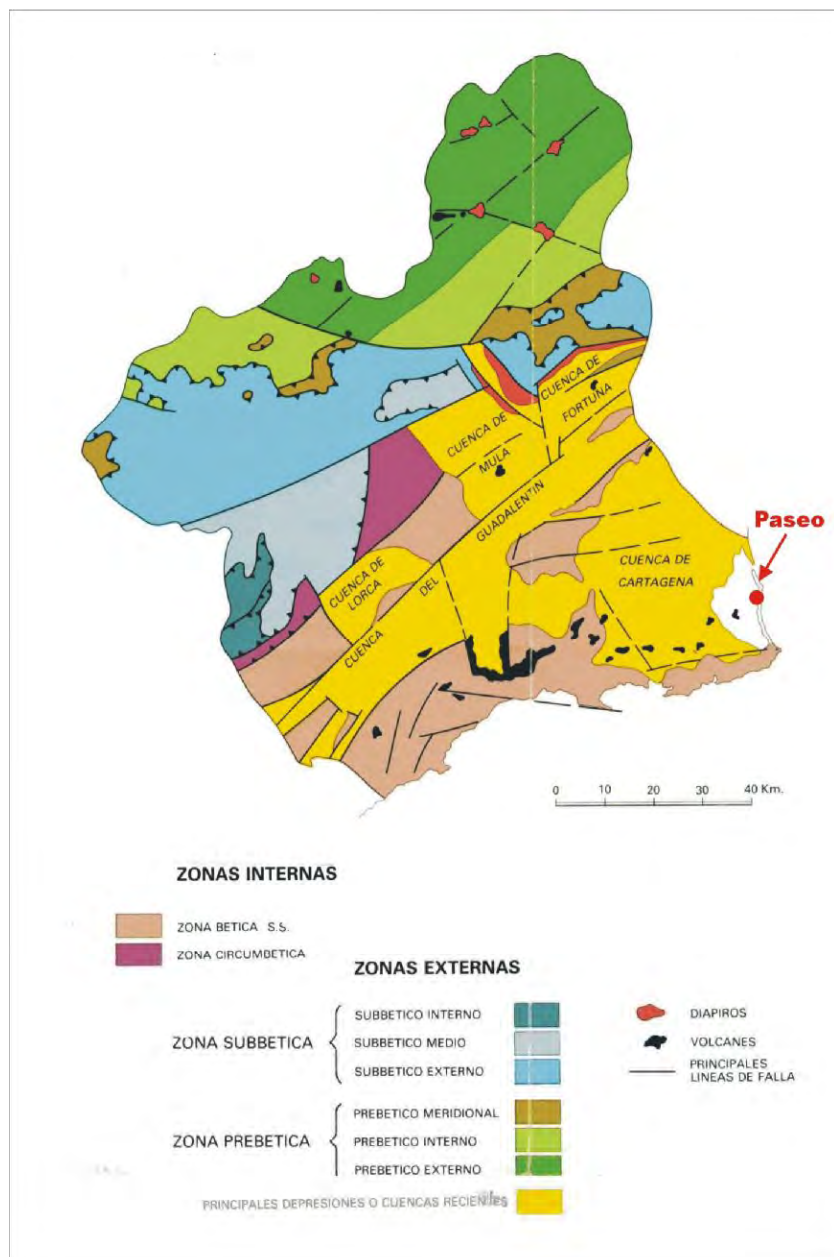 CUENCA DE
FORTUNA
CUENCA DE
MULA
GUADALENTIN
Paseo
CUENCA DE
CARTAGENA
CUENCA DE
LORCA
DEL
CUENCA
0 10 20 30 40 Km.
ZONAS INTERNAS
ZONA BETICA S.S.
ZONA CIRCUMBETICA
ZONAS EXTERNAS
ZONA SUBBETICA
SUBBETICO INTERNO
SUBBETICO MEDIO
SUBBETICO EXTERNO
DIAPIROS
VOLCANES
PRINCIPALES
LINEAS DE FALLA
ZONA PREBETICA
PREBETICO MERIDIONAL
PREBETICO INTERNO
PREBETICO EXTERNO
PRINCIPALES DEPRESIONES O CUENCAS